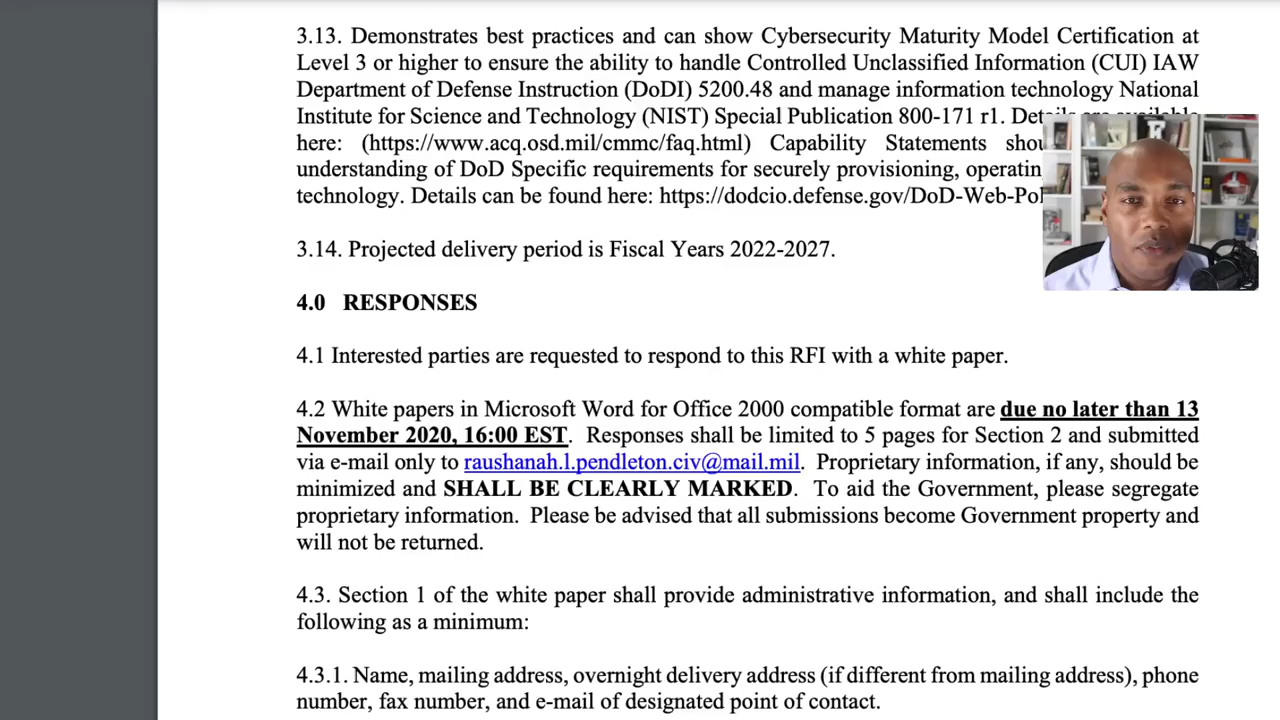 3.13. Demonstrates best practices and can show Cybersecurity Maturity Model Certification at
Level 3 or higher to ensure the ability to handle Controlled Unclassified Information (CUI) IAW
Department of Defense Instruction (DoDI) 5200.48 and manage information technology National
Institute for Science and Technology (NIST) Special Publication 800-171 r1.
here: (https://www.acq.osd.mil/cmmc/faq.html) Capability Statements
understanding of DoD Specific requirements for securely provisioning,
technology. Details can be found here:
3.14. Projected delivery period is Fiscal Years 2022-2027.
4.0 RESPONSES
4.1 Interested parties are requested to respond to this RFI with a white paper.
4.2 White papers in Microsoft Word for Office 2000 compatible format are due no later than 13
November 2020, 16:00 EST. Responses shall be limited to 5 pages for Section 2 and submitted
via e-mail only to raushanah.l.pendleton.civ@mail.mil. Proprietary information, if any, should be
minimized and SHALL BE CLEARLY MARKED. To aid the Government, please segregate
proprietary information. Please be advised that all submissions become Government property and
will not be returned.
4.3. Section 1 of the white paper shall provide administrative information, and shall include the
following as a minimum:
4.3.1. Name, mailing address, overnight delivery address (if different from mailing address), phone
number, fax number, and e-mail of designated point of contact.